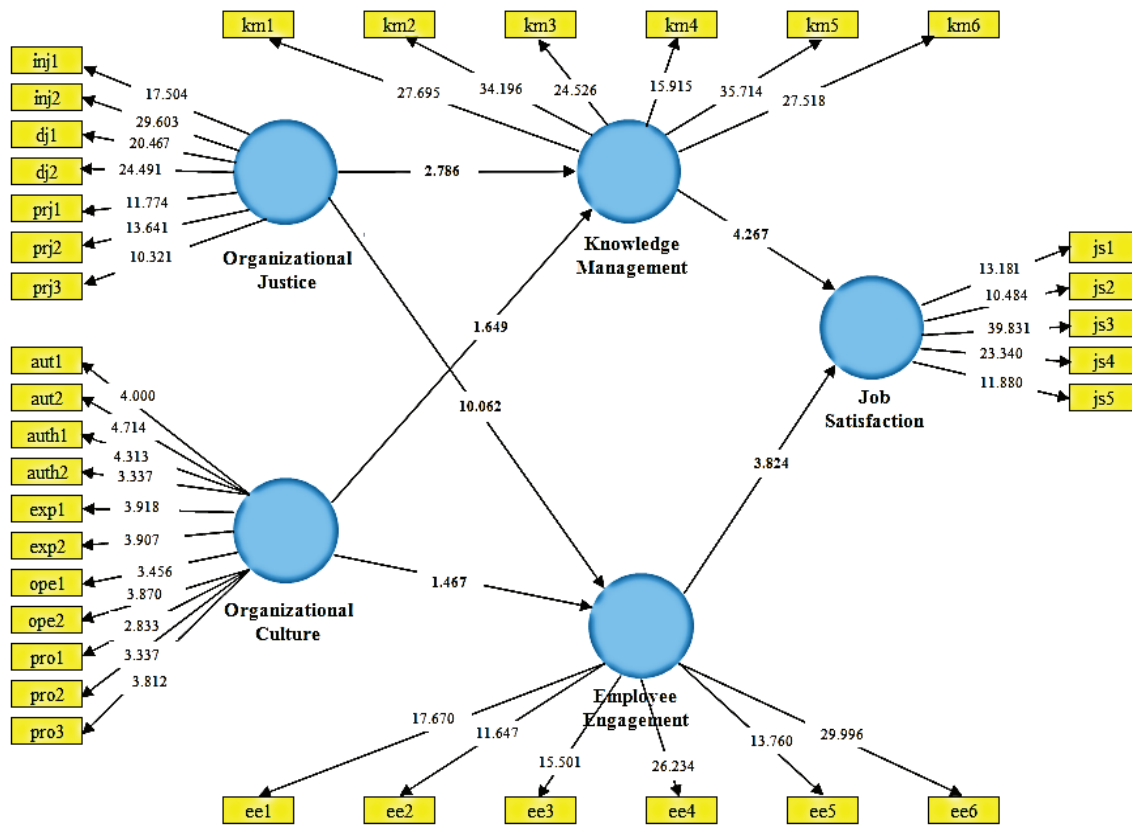 km1
km2
km3
km4
km5
km6
inj1
inj2
dj1
dj2
prj1
prj2
prj3
17.504
29.603
20.467
24.491
11.774
13.641
10.321
27.695
34.196
24.526
15.915
35.714
27.518
2.786
Organizational
Justice
Knowledge
Management
4.267
1.649
10.062
js1
js2
js3
js4
js5
13.181
10.484
39.831
23.340
11.880
Job
Satisfaction
3.824
aut1
aut2
auth1
auth2
exp1
exp2
ope1
ope2
pro1
pro2
pro3
4.000
4.714
4.313
3.337
3.918
3.907
3.456
3.870
2.833
3.337
3.812
Organizational
Culture
1.467
Employee
Engagement
17.670
11.647
15.501
26.234
13.760
29.996
ee1
ee2
ee3
ee4
ee5
ee6